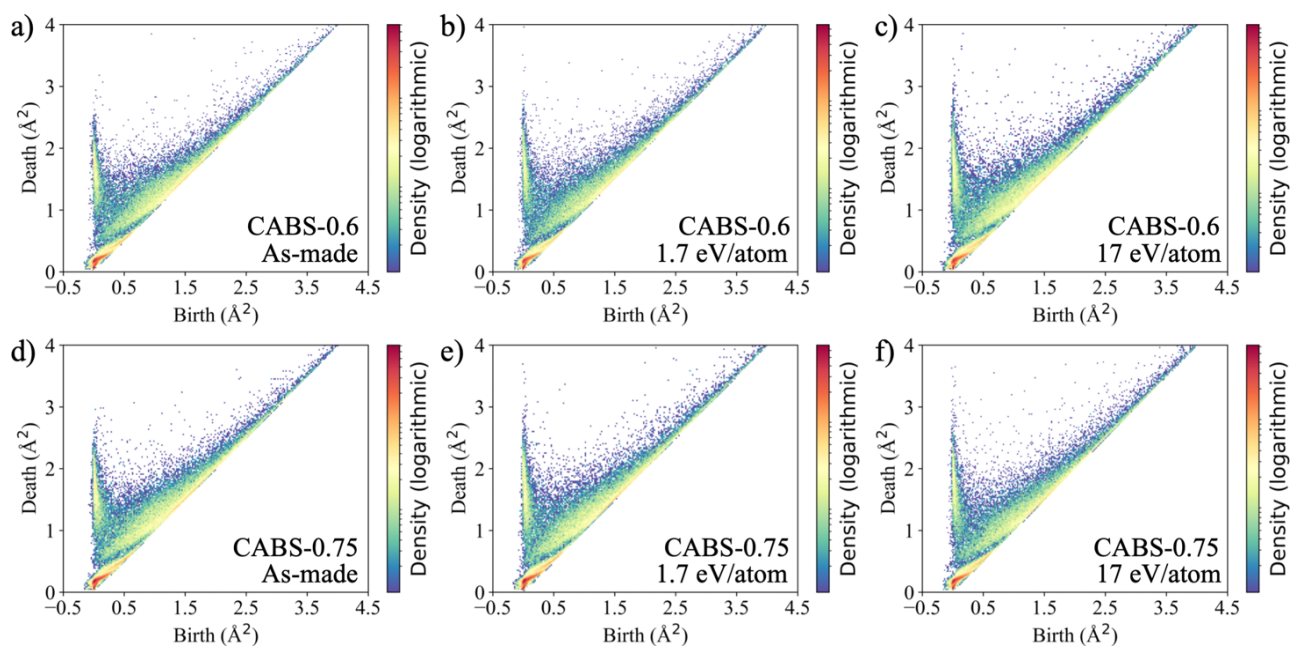 a)
4
3
2
1
0
Death (Å²)
−0.5 0.5 1.5 2.5 3.5 4.5
Birth (Å²)
CABS-0.6
As-made
Density (logarithmic)
b)
4
3
2
1
0
Death (Å²)
−0.5 0.5 1.5 2.5 3.5 4.5
Birth (Å²)
CABS-0.6
1.7 eV/atom
Density (logarithmic)
c)
4
3
2
1
0
Death (Å²)
−0.5 0.5 1.5 2.5 3.5 4.5
Birth (Å²)
CABS-0.6
17 eV/atom
Density (logarithmic)
d)
4
3
2
1
0
Death (Å²)
−0.5 0.5 1.5 2.5 3.5 4.5
Birth (Å²)
CABS-0.75
As-made
Density (logarithmic)
e)
4
3
2
1
0
Death (Å²)
−0.5 0.5 1.5 2.5 3.5 4.5
Birth (Å²)
CABS-0.75
1.7 eV/atom
Density (logarithmic)
f)
4
3
2
1
0
Death (Å²)
−0.5 0.5 1.5 2.5 3.5 4.5
Birth (Å²)
CABS-0.75
17 eV/atom
Density (logarithmic)